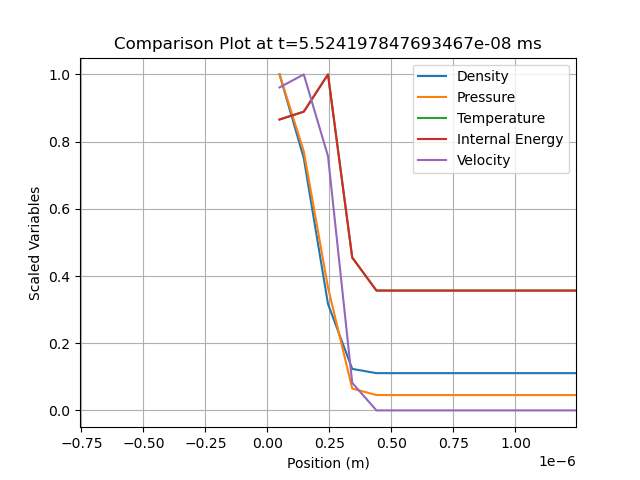 Comparison Plot at t=5.524197847693467e-08 ms
Density
Pressure
Temperature
Internal Energy
Velocity
Scaled Variables
1.0
0.8
0.6
0.4
0.2
0.0
−0.75
−0.50
−0.25
0.00
0.25
0.50
0.75
1.00
1e−6
Position (m)